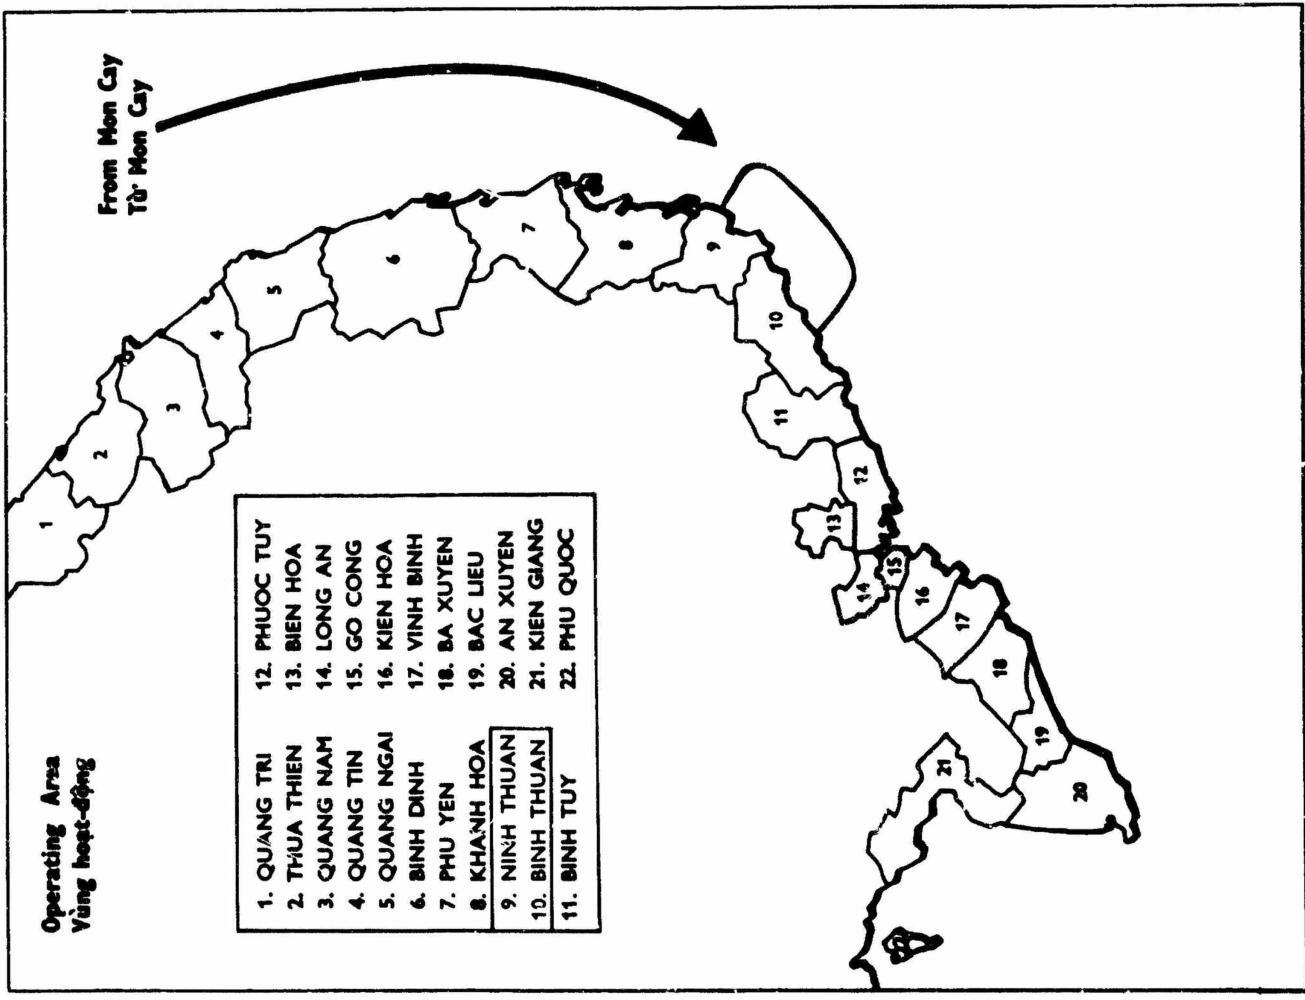 Operating Area
Vùng hoạt-động
From Mon Cay
Từ Mon Cay
1. QUANG TRI
2. THUA THIEN
3. QUANG NAM
4. QUANG TIN
5. QUANG NGAI
6. BINH DINH
7. PHU YEN
8. KHANH HOA
9. NINH THUAN
10. BINH THUAN
11. BINH TUY
12. PHUOC TUY
13. BIEN HOA
14. LONG AN
15. GO CONG
16. KIEN HOA
17. VINH BINH
18. BA XUYEN
19. BAC LIEU
20. AN XUYEN
21. KIEN GIANG
22. PHU QUOC
1
2
3
4
5
6
7
8
9
10
11
12
13
14
15
16
17
18
19
20
21
22